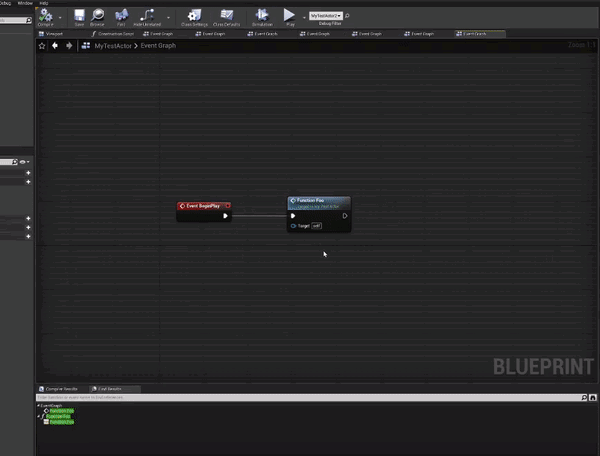 Window Help
Compile
Save
Browse
Find
Hide Unrelated
Class Settings
Class Defaults
Simulation
Play
MyTestActor2
Debug Filter
Viewport
Construction Script
Event Graph
Event Graph
Event Graph
Event Graph
Event Graph
Event Graph
Event Graph
MyTestActor > Event Graph
Event BeginPlay
Function Foo
Target self
BLUEPRINT
Compiler Results
Find Results
EventGraph
Function Foo
Function Foo
Function Foo